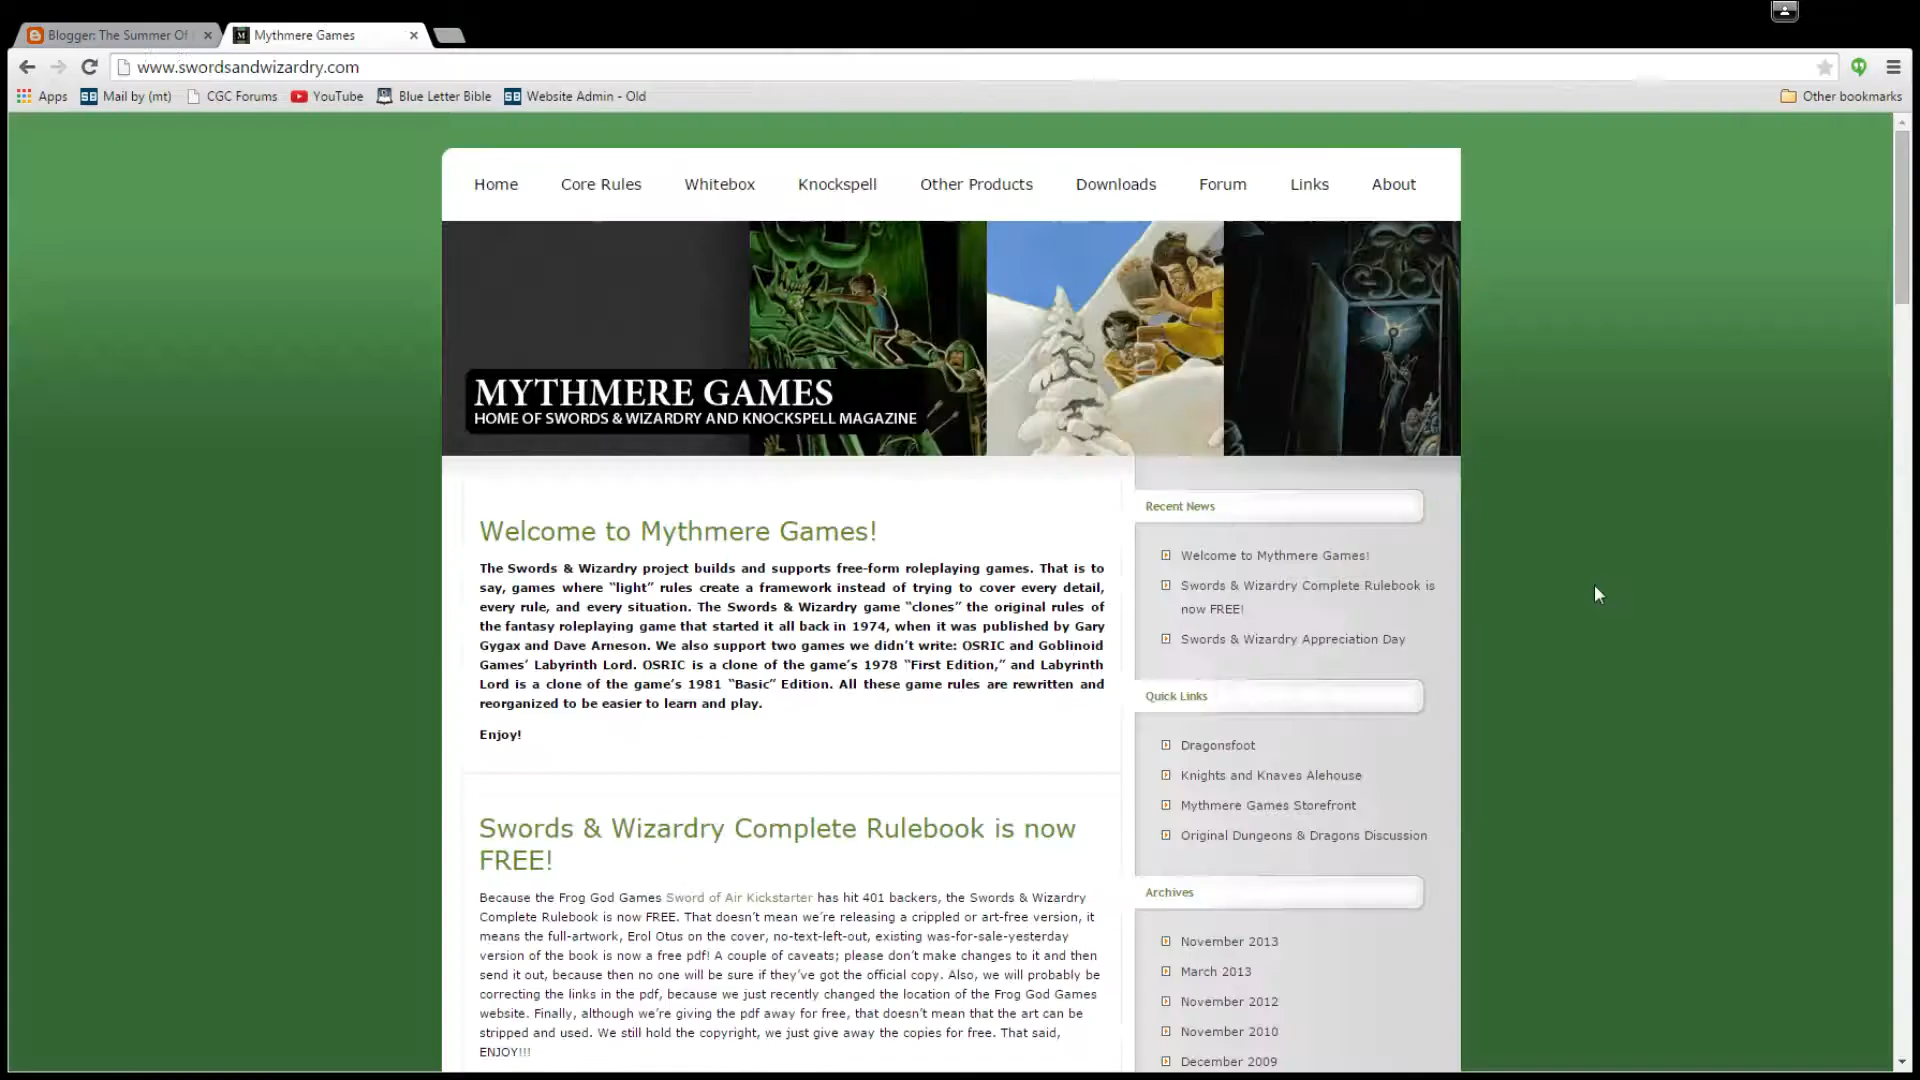 Blogger: The Summer Of
Mythmere Games
www.swordsandwizardry.com
Apps Mail by (mt) CGC Forums YouTube Blue Letter Bible Website Admin - Old Other bookmarks
Home Core Rules Whitebox Knockspell Other Products Downloads Forum Links About
MYTHMERE GAMES
HOME OF SWORDS & WIZARDRY AND KNOCKSPELL MAGAZINE
Welcome to Mythmere Games!
The Swords & Wizardry project builds and supports free-form roleplaying games. That is to
say, games where “light” rules create a framework instead of trying to cover every detail,
every rule, and every situation. The Swords & Wizardry game “clones” the original rules of
the fantasy roleplaying game that started it all back in 1974, when it was published by Gary
Gygax and Dave Arneson. We also support two games we didn’t write: OSRIC and Goblinoid
Games’ Labyrinth Lord. OSRIC is a clone of the game’s 1978 “First Edition,” and Labyrinth
Lord is a clone of the game’s 1981 “Basic” Edition. All these game rules are rewritten and
reorganized to be easier to learn and play.
Enjoy!
Swords & Wizardry Complete Rulebook is now
FREE!
Because the Frog God Games Sword of Air Kickstarter has hit 401 backers, the Swords & Wizardry
Complete Rulebook is now FREE. That doesn’t mean we’re releasing a crippled or art-free version, it
means the full-artwork, Erol Otus on the cover, no-text-left-out, existing was-for-sale-yesterday
version of the book is now a free pdf! A couple of caveats; please don’t make changes to it and then
send it out, because then no one will be sure if they’ve got the official copy. Also, we will probably be
correcting the links in the pdf, because we just recently changed the location of the Frog God Games
website. Finally, although we’re giving the pdf away for free, that doesn’t mean that the art can be
stripped and used. We still hold the copyright, we just give away the copies for free. That said,
ENJOY!!!
Recent News
Welcome to Mythmere Games!
Swords & Wizardry Complete Rulebook is
now FREE!
Swords & Wizardry Appreciation Day
Quick Links
Dragonsfoot
Knights and Knaves Alehouse
Mythmere Games Storefront
Original Dungeons & Dragons Discussion
Archives
November 2013
March 2013
November 2012
November 2010
December 2009